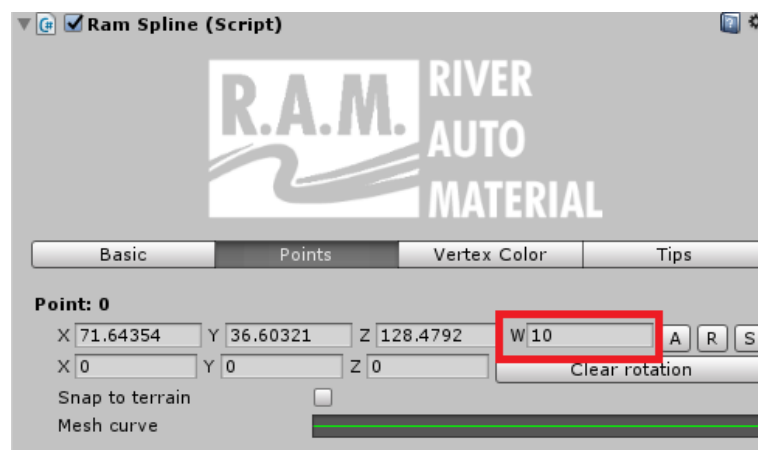 Ram Spline (Script)
R.A.M. RIVER
AUTO
MATERIAL
Basic Points Vertex Color Tips
Point: 0
X 71.64354 Y 36.60321 Z 128.4792 W 10 A R S
X 0 Y 0 Z 0 Clear rotation
Snap to terrain
Mesh curve